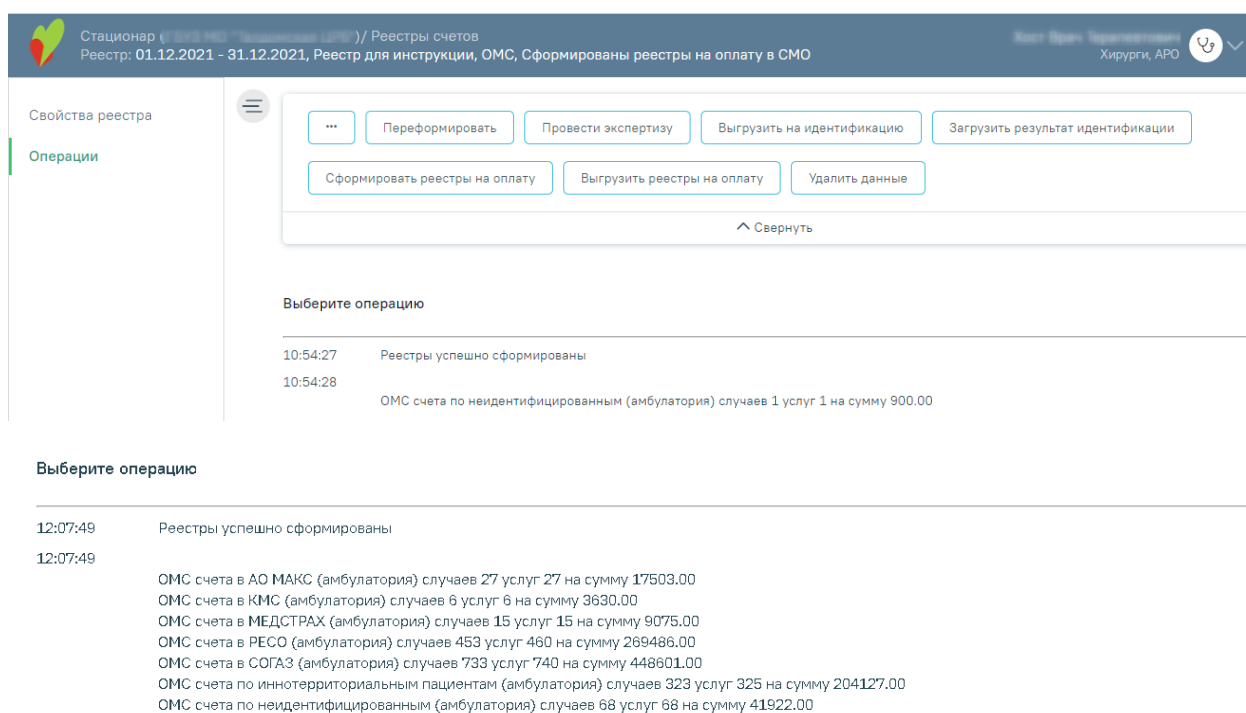 Стационар ( )/ Реестры счетов
Реестр: 01.12.2021 - 31.12.2021, Реестр для инструкции, ОМС, Сформированы реестры на оплату в СМО
Хирурги, АРО
Свойства реестра
Операции
... Переформировать Провести экспертизу Выгрузить на идентификацию Загрузить результат идентификации
Сформировать реестры на оплату Выгрузить реестры на оплату Удалить данные
Свернуть
Выберите операцию
10:54:27 Реестры успешно сформированы
10:54:28
ОМС счета по неидентифицированным (амбулатория) случаев 1 услуг 1 на сумму 900.00
Выберите операцию
12:07:49 Реестры успешно сформированы
12:07:49
ОМС счета в АО МАКС (амбулатория) случаев 27 услуг 27 на сумму 17503.00
ОМС счета в КМС (амбулатория) случаев 6 услуг 6 на сумму 3630.00
ОМС счета в МЕДСТРАХ (амбулатория) случаев 15 услуг 15 на сумму 9075.00
ОМС счета в РЕСО (амбулатория) случаев 453 услуг 460 на сумму 269486.00
ОМС счета в СОГАЗ (амбулатория) случаев 733 услуг 740 на сумму 448601.00
ОМС счета по иннотерриториальным пациентам (амбулатория) случаев 323 услуг 325 на сумму 204127.00
ОМС счета по неидентифицированным (амбулатория) случаев 68 услуг 68 на сумму 41922.00